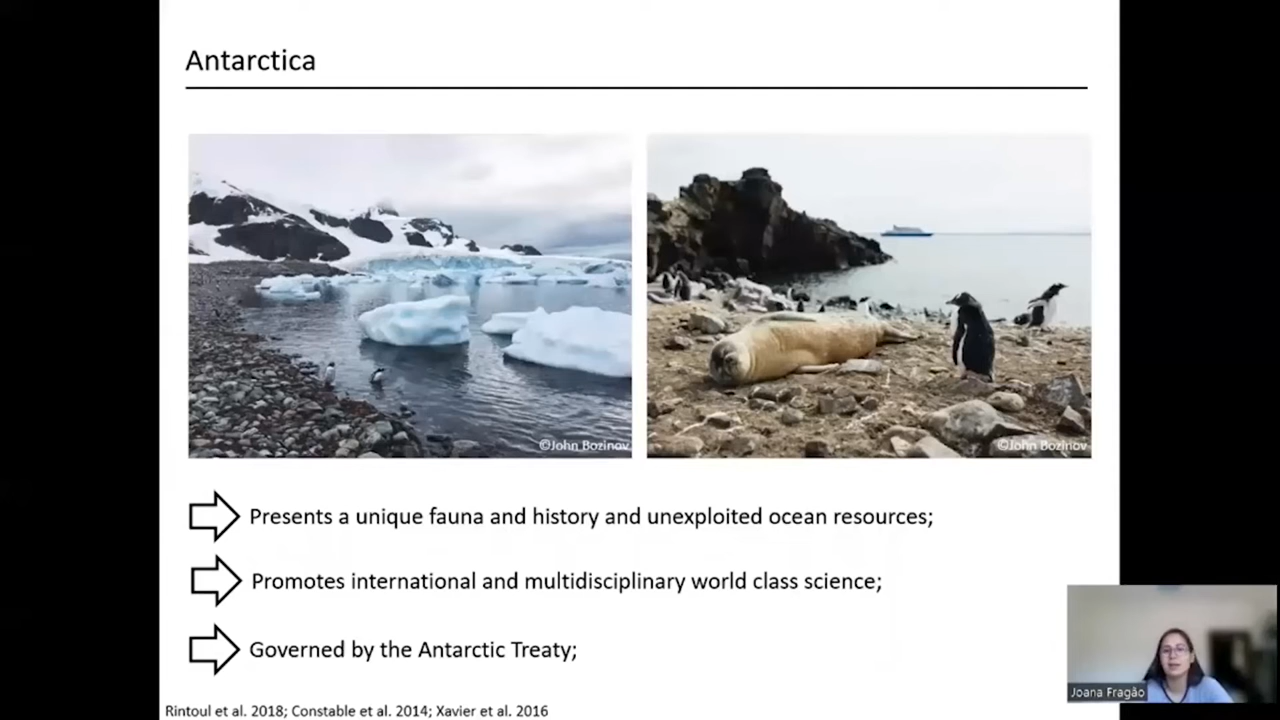 Antarctica
©John Bozinov
©John Bozinov
Presents a unique fauna and history and unexploited ocean resources;
Promotes international and multidisciplinary world class science;
Governed by the Antarctic Treaty;
Joana Fragão
Rintoul et al. 2018; Constable et al. 2014; Xavier et al. 2016